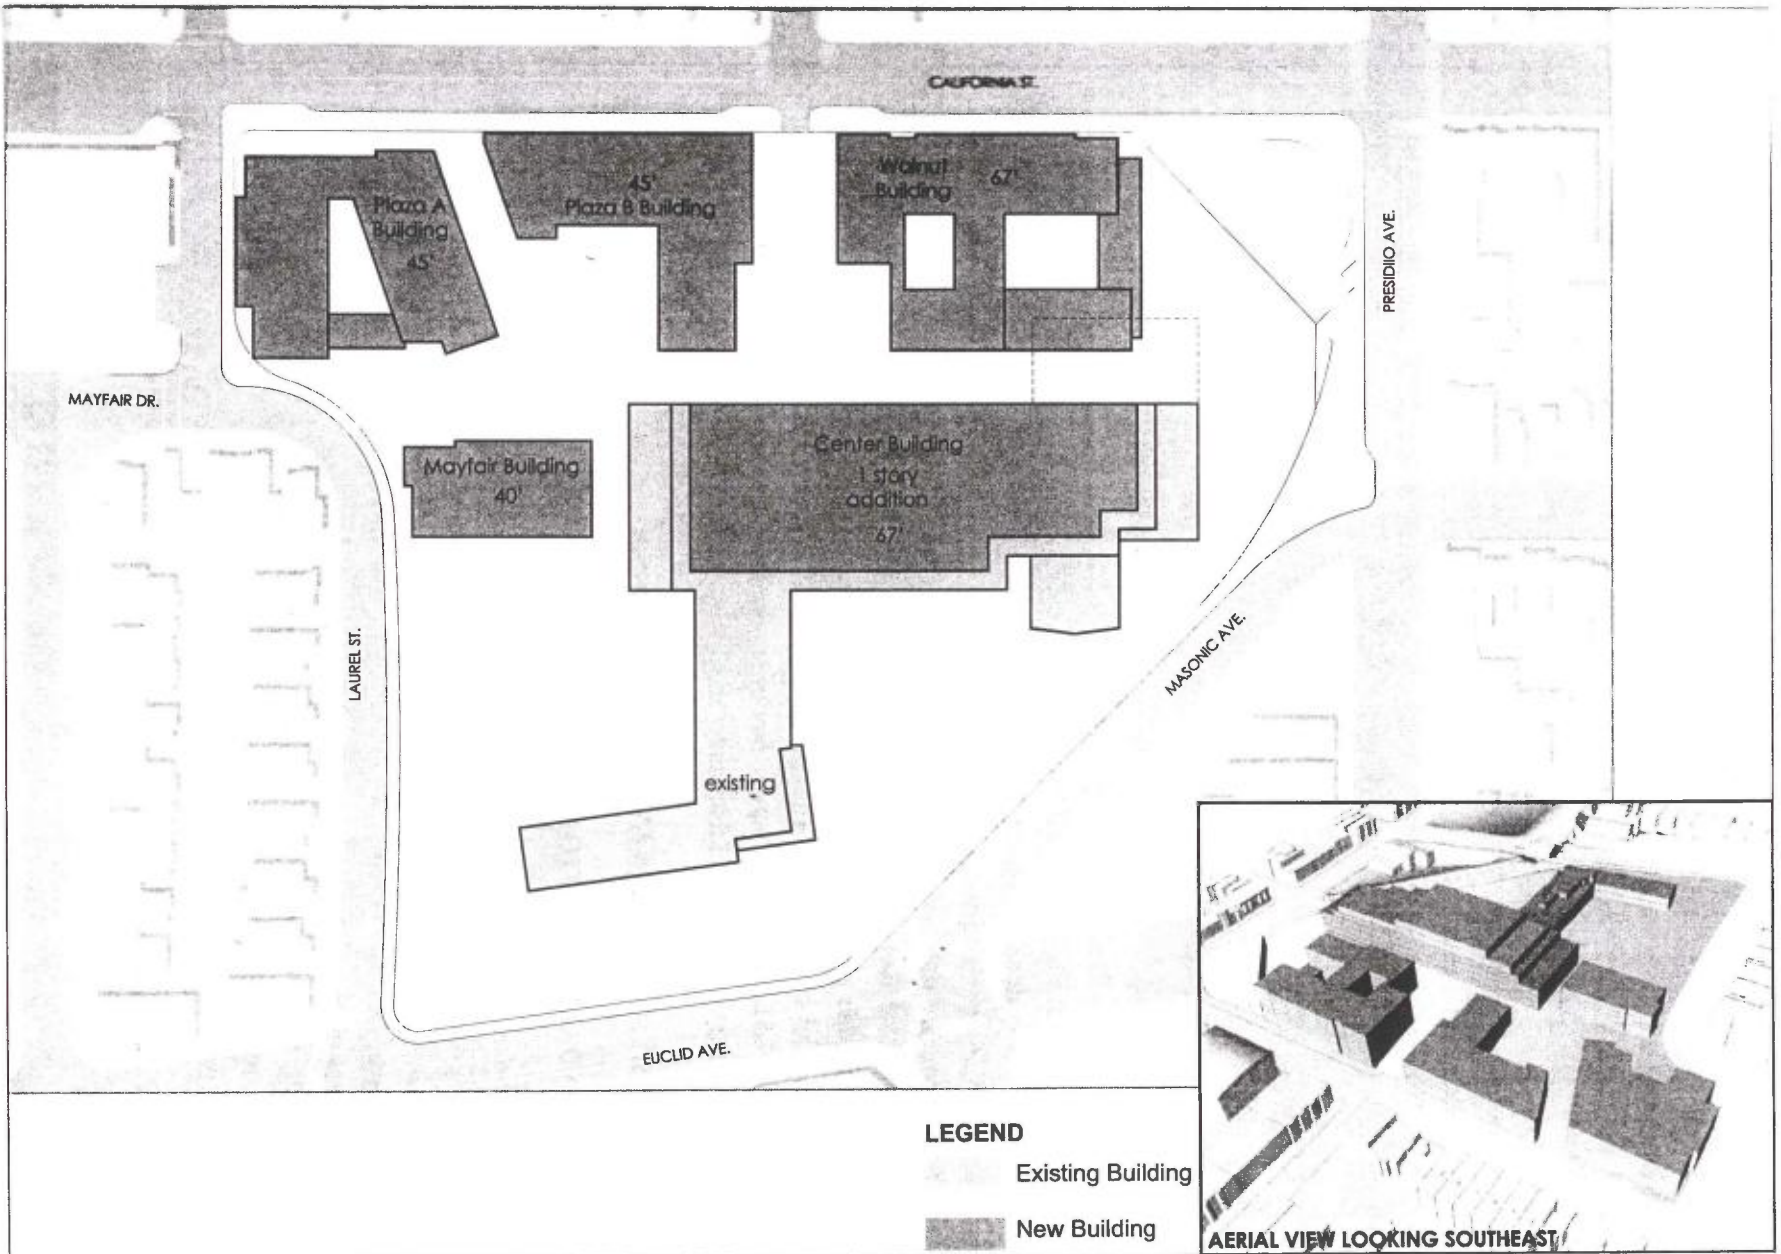 CALIFORNIA ST.
Plaza A
Building
45'
45'
Plaza B Building
Walnut
Building
67'
PRESIDIIO AVE.
MAYFAIR DR.
Mayfair Building
40'
Center Building
1 story
addition
67'
LAUREL ST.
MASONIC AVE.
existing
EUCLID AVE.
LEGEND
Existing Building
New Building
AERIAL VIEW LOOKING SOUTHEAST